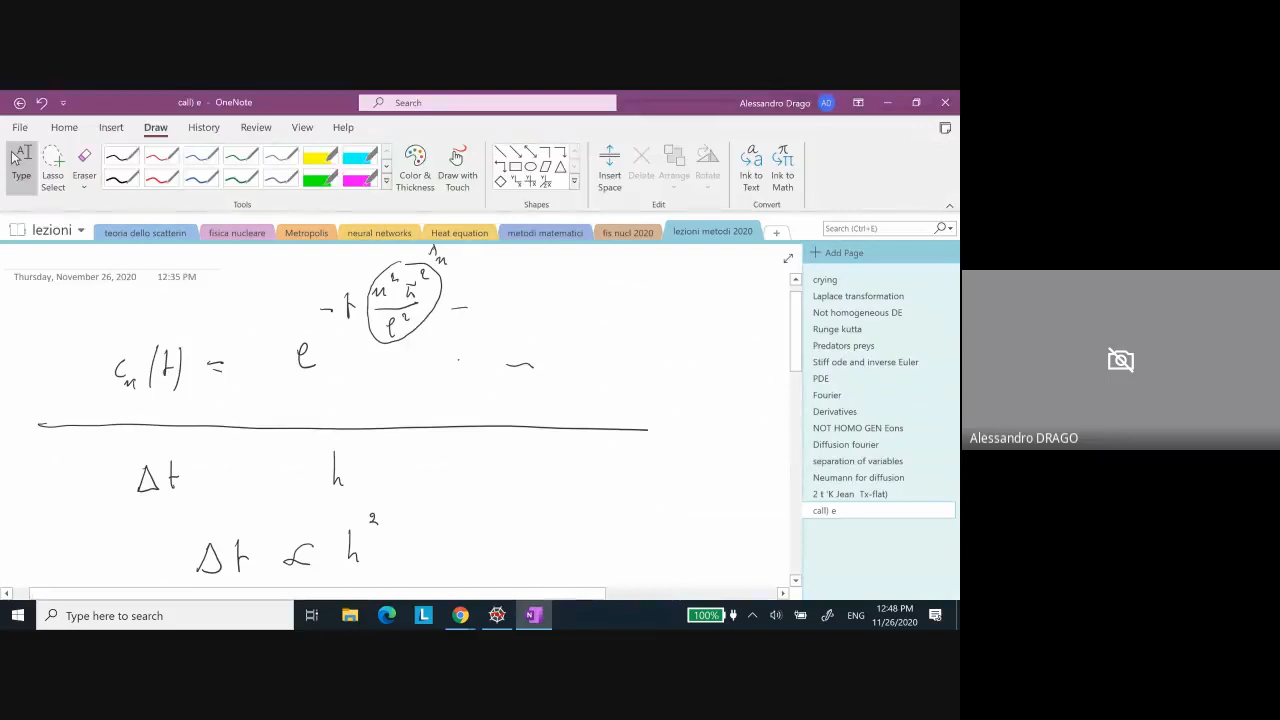 call) e - OneNote
Search
Alessandro Drago
AD
File
Home
Insert
Draw
History
Review
View
Help
Type
Lasso
Select
Eraser
Color &
Thickness
Draw with
Touch
Insert
Space
Delete
Arrange
Rotate
Ink to
Text
Ink to
Math
Tools
Shapes
Edit
Convert
lezioni
teoria dello scatterin
fisica nucleare
Metropolis
neural networks
Heat equation
metodi matematici
fis nucl 2020
lezioni metodi 2020
Search (Ctrl+E)
Thursday, November 26, 2020
12:35 PM
Add Page
crying
Laplace transformation
Not homogeneous DE
Runge kutta
Predators preys
Stiff ode and inverse Euler
PDE
Fourier
Derivatives
NOT HOMO GEN Eons
Diffusion fourier
separation of variables
Neumann for diffusion
2 t 'K Jean Tx-flat)
call) e
c_n(t) = e
Δt h
Δt ∝ h²
Alessandro DRAGO
Type here to search
100%
ENG
12:48 PM
11/26/2020